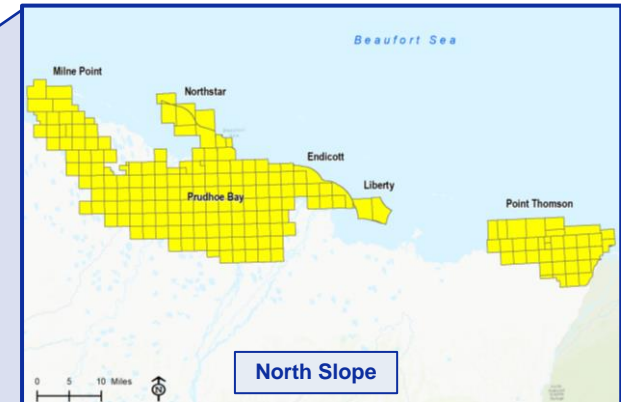 Beaufort Sea
Milne Point
Northstar
Endicott
Liberty
Prudhoe Bay
Point Thomson
0 5 10 Miles
N
North Slope